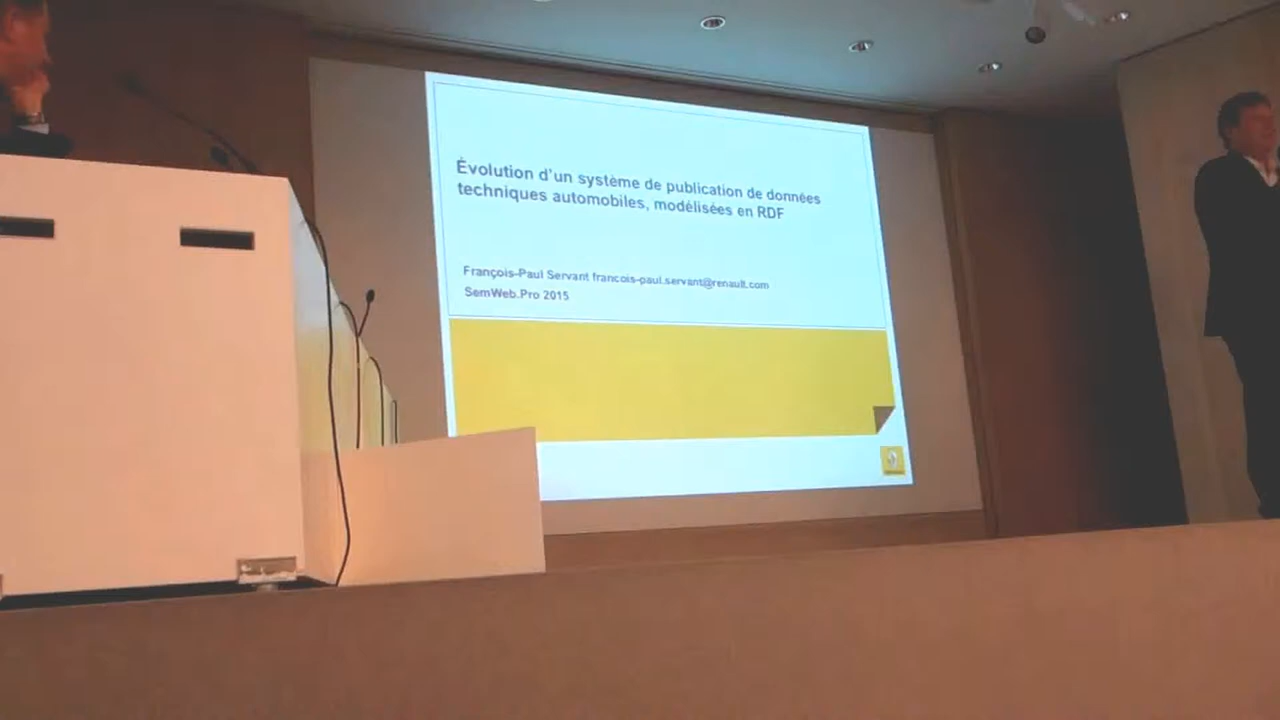 Évolution d'un système de publication de données
techniques automobiles, modélisées en RDF
François-Paul Servant francois-paul.servant@renault.com
SemWeb.Pro 2015